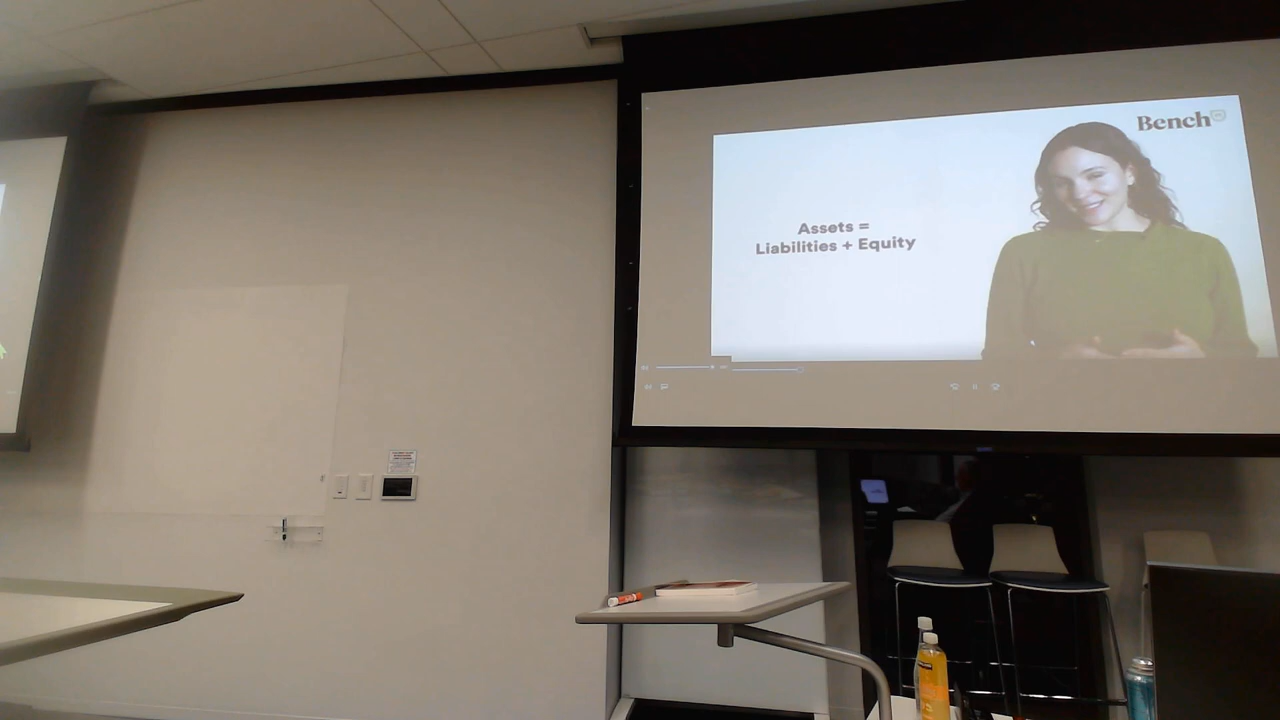 Bench
Assets =
Liabilities + Equity